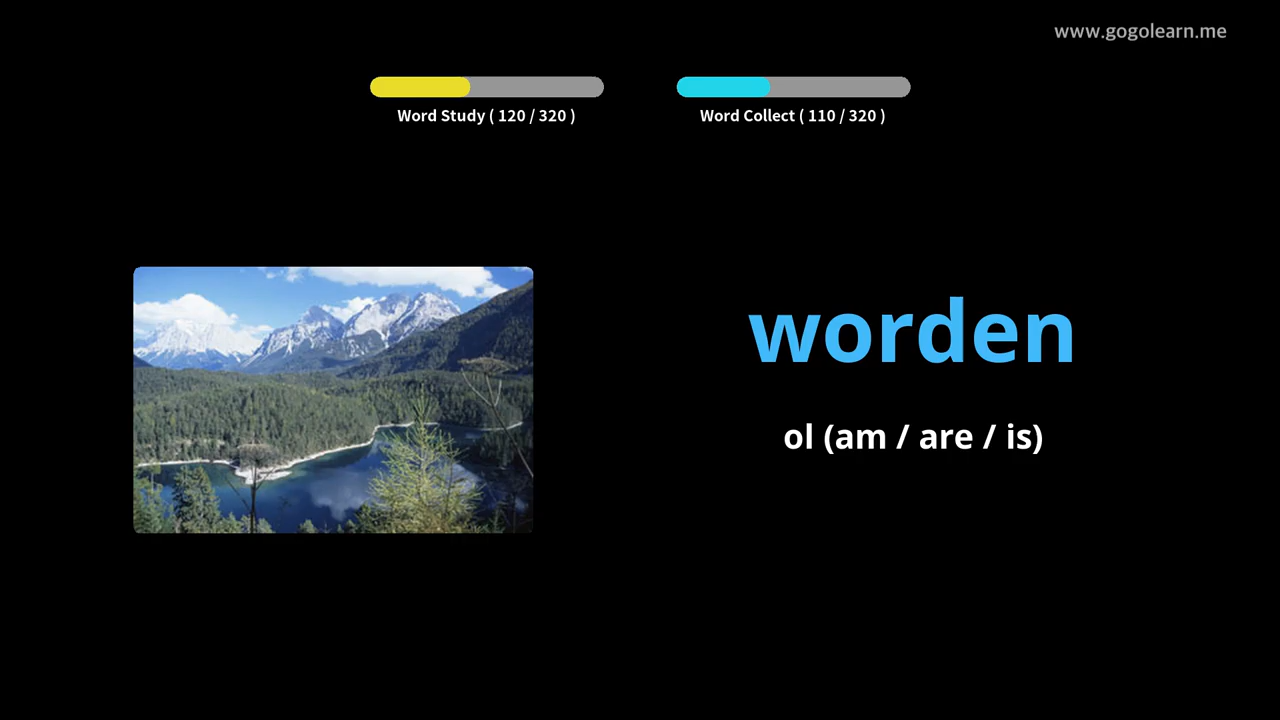 www.gogolearn.me
Word Study ( 120 / 320 )
Word Collect ( 110 / 320 )
worden
ol (am / are / is)